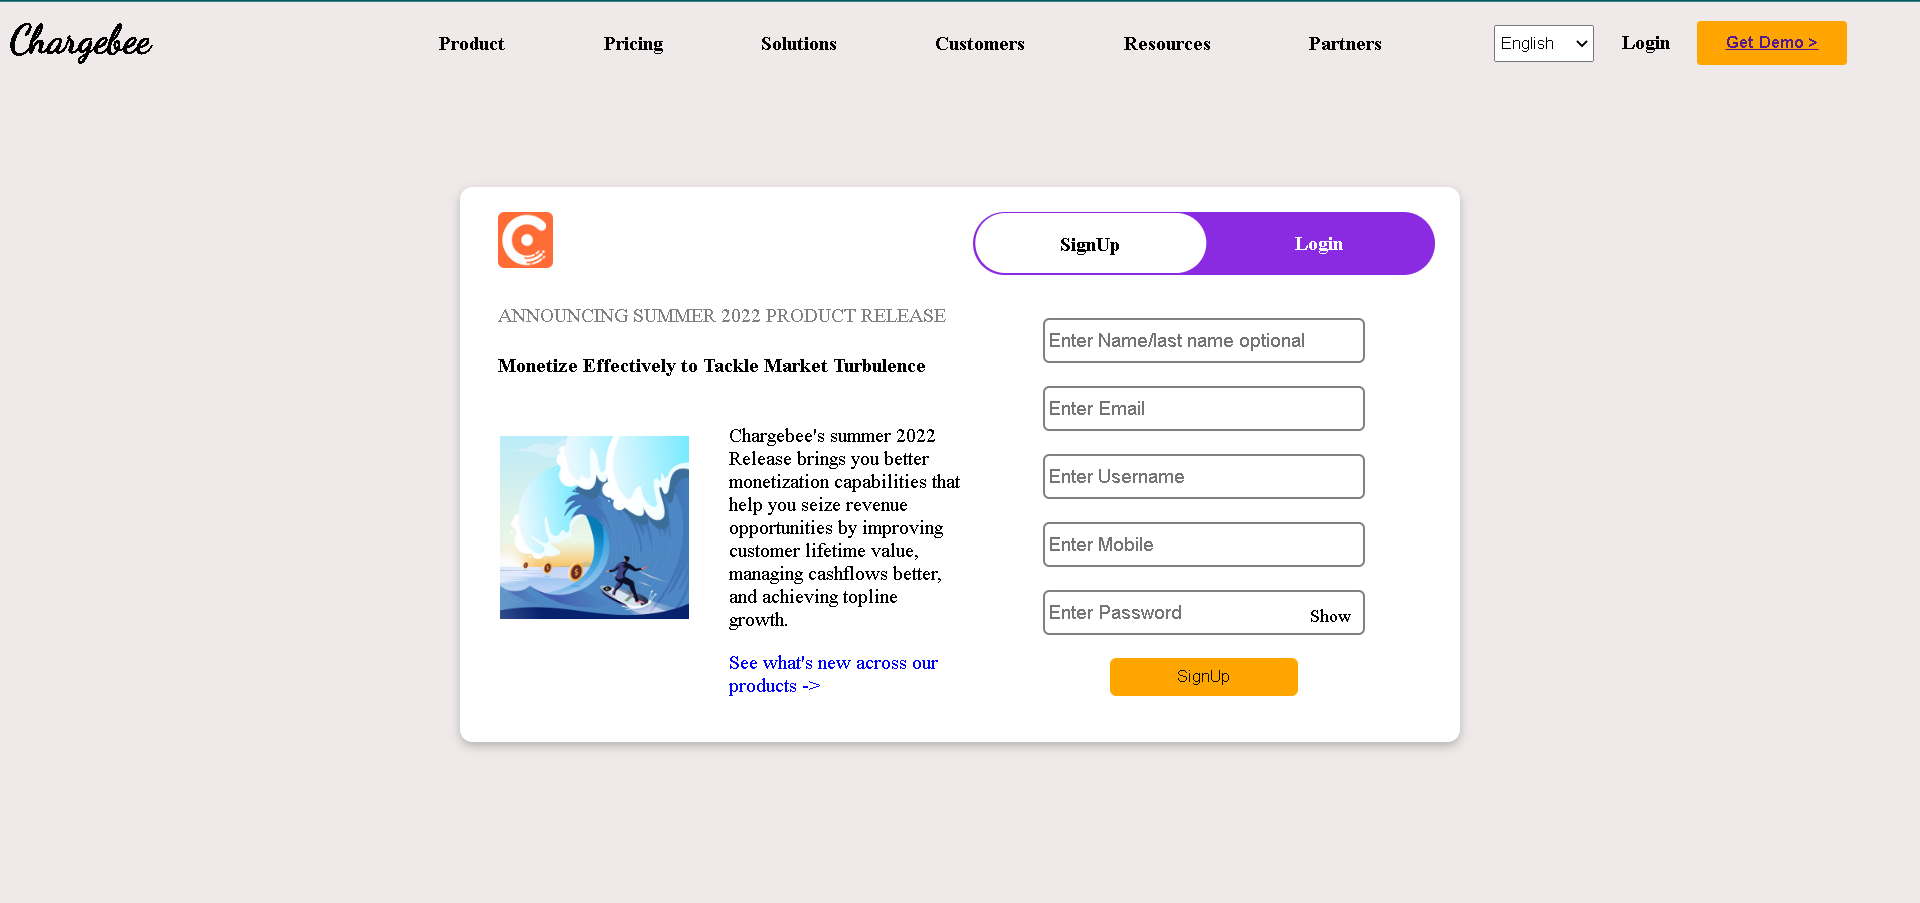 Chargebee
Product
Pricing
Solutions
Customers
Resources
Partners
English
Login
Get Demo >
SignUp
Login
ANNOUNCING SUMMER 2022 PRODUCT RELEASE
Monetize Effectively to Tackle Market Turbulence
Chargebee's summer 2022
Release brings you better
monetization capabilities that
help you seize revenue
opportunities by improving
customer lifetime value,
managing cashflows better,
and achieving topline
growth.
See what's new across our
products ->
Enter Name/last name optional
Enter Email
Enter Username
Enter Mobile
Enter Password
Show
SignUp